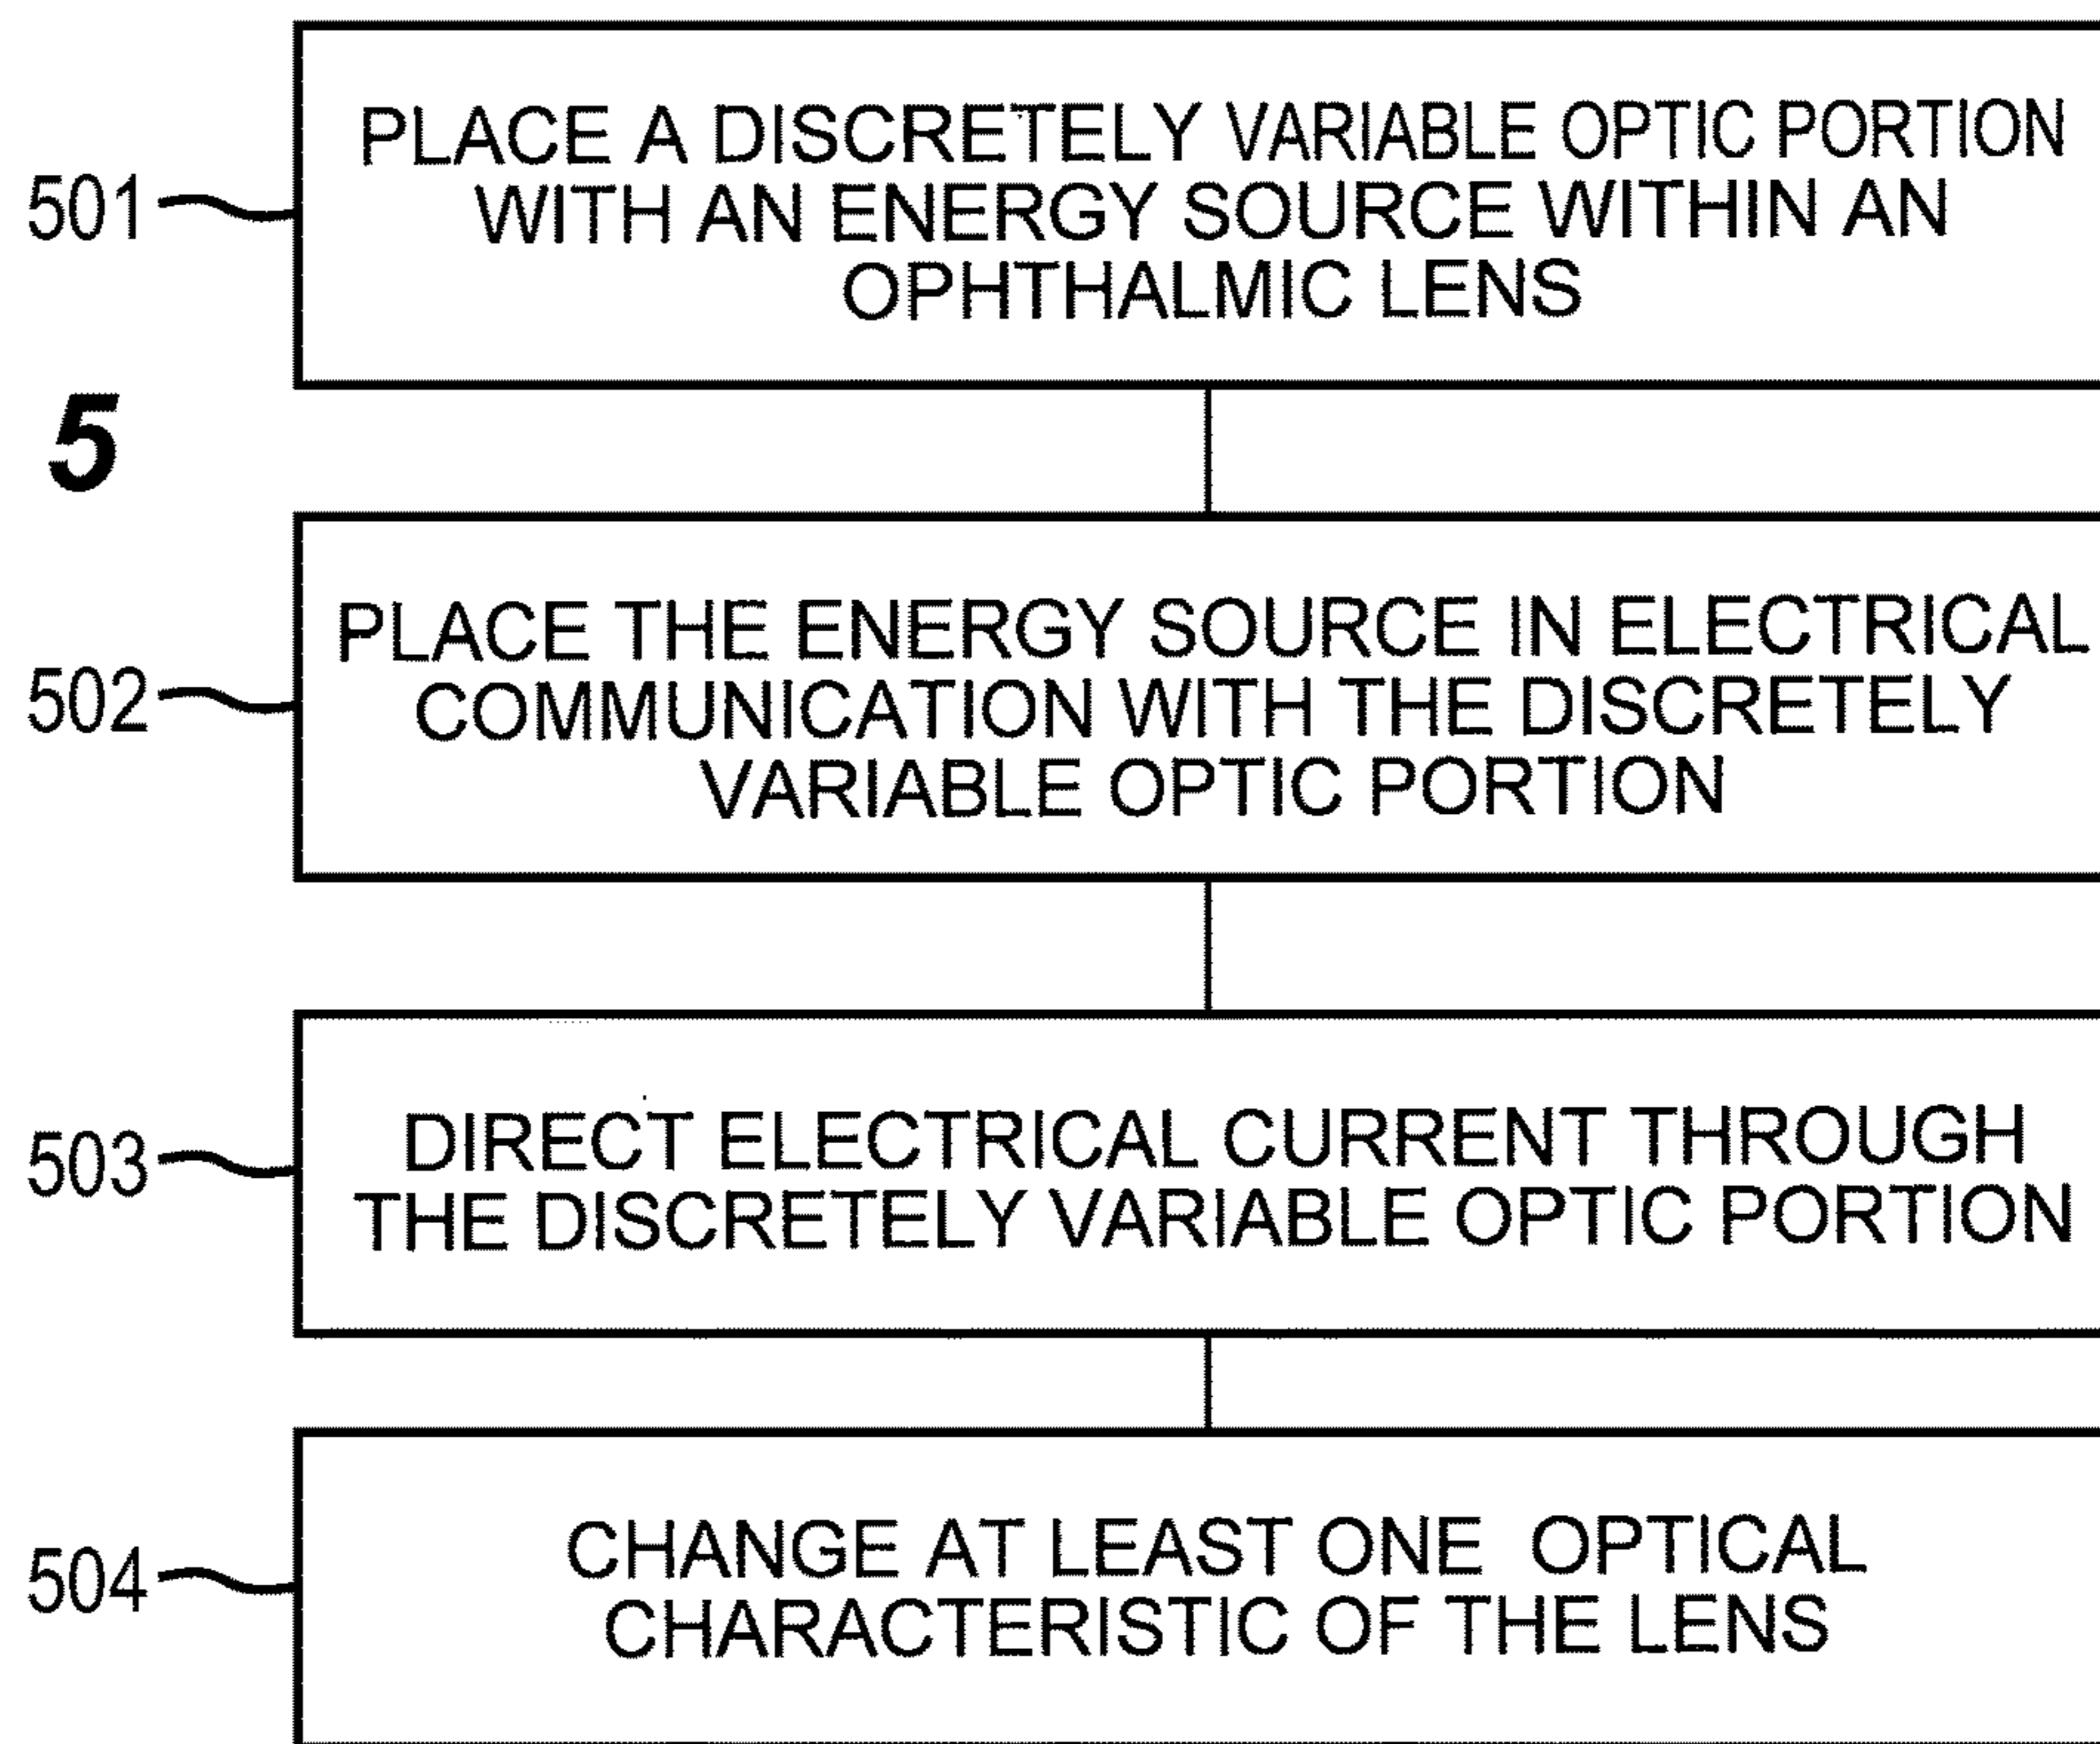 501
PLACE A DISCRETELY VARIABLE OPTIC PORTION
WITH AN ENERGY SOURCE WITHIN AN
OPHTHALMIC LENS
5
502
PLACE THE ENERGY SOURCE IN ELECTRICAL
COMMUNICATION WITH THE DISCRETELY
VARIABLE OPTIC PORTION
503
DIRECT ELECTRICAL CURRENT THROUGH
THE DISCRETELY VARIABLE OPTIC PORTION
504
CHANGE AT LEAST ONE OPTICAL
CHARACTERISTIC OF THE LENS